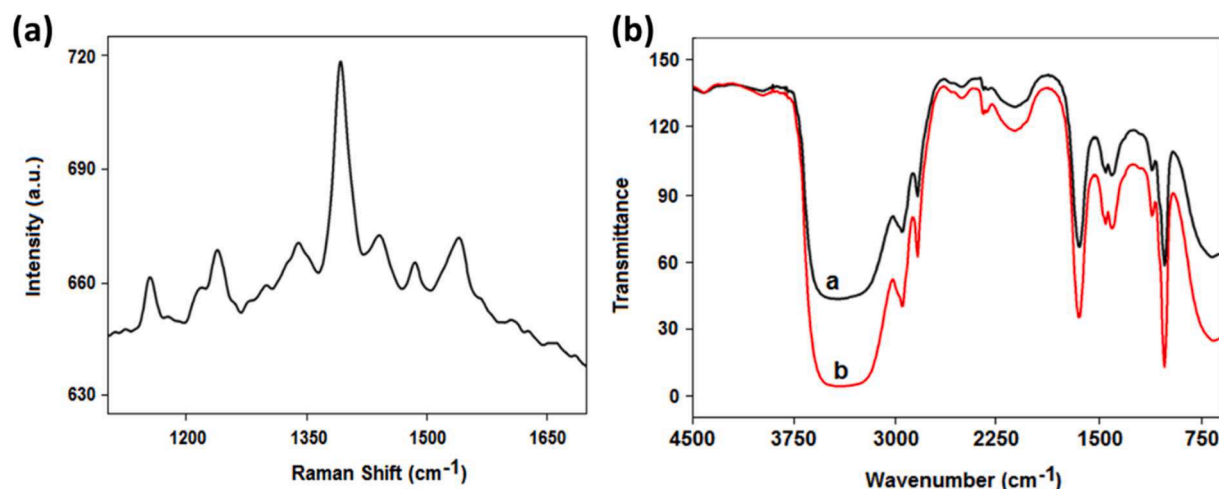 (a)
720
690
660
630
Intensity (a.u.)
1200 1350 1500 1650
Raman Shift (cm⁻¹)
(b)
150
120
90
60
30
0
Transmittance
a
b
4500 3750 3000 2250 1500 750
Wavenumber (cm⁻¹)